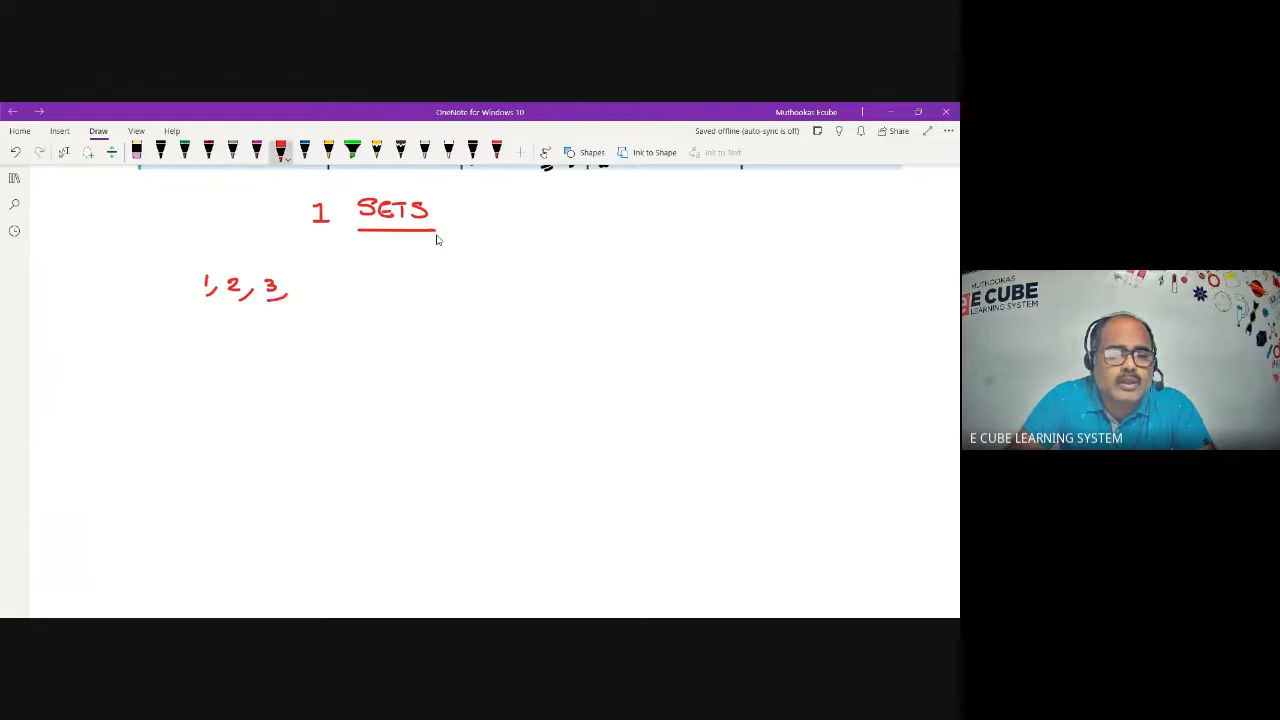 OneNote for Windows 10
Muthookas Ecube
Home Insert Draw View Help
Saved offline (auto-sync is off)
Share
Shapes
Ink to Shape
Ink to Text
1 SETS
1, 2, 3,
MUTHOOKAS
E CUBE
LEARNING SYSTEM
E CUBE LEARNING SYSTEM